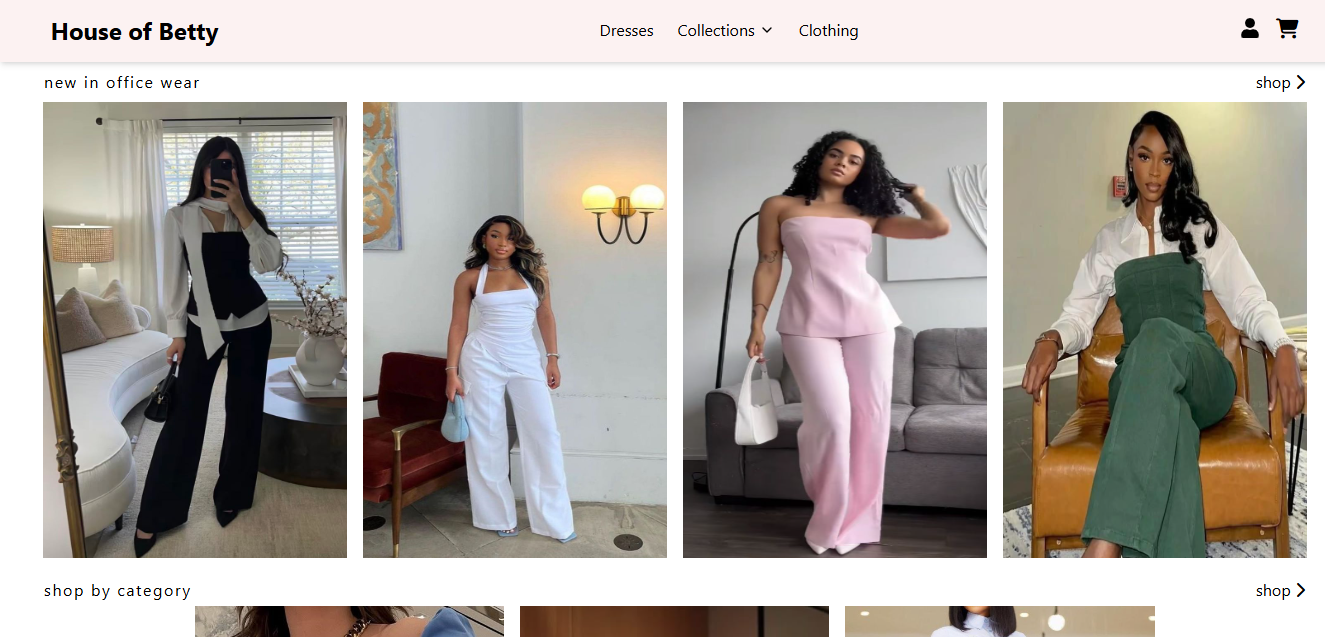 House of Betty
Dresses Collections Clothing
new in office wear
shop
shop by category
shop